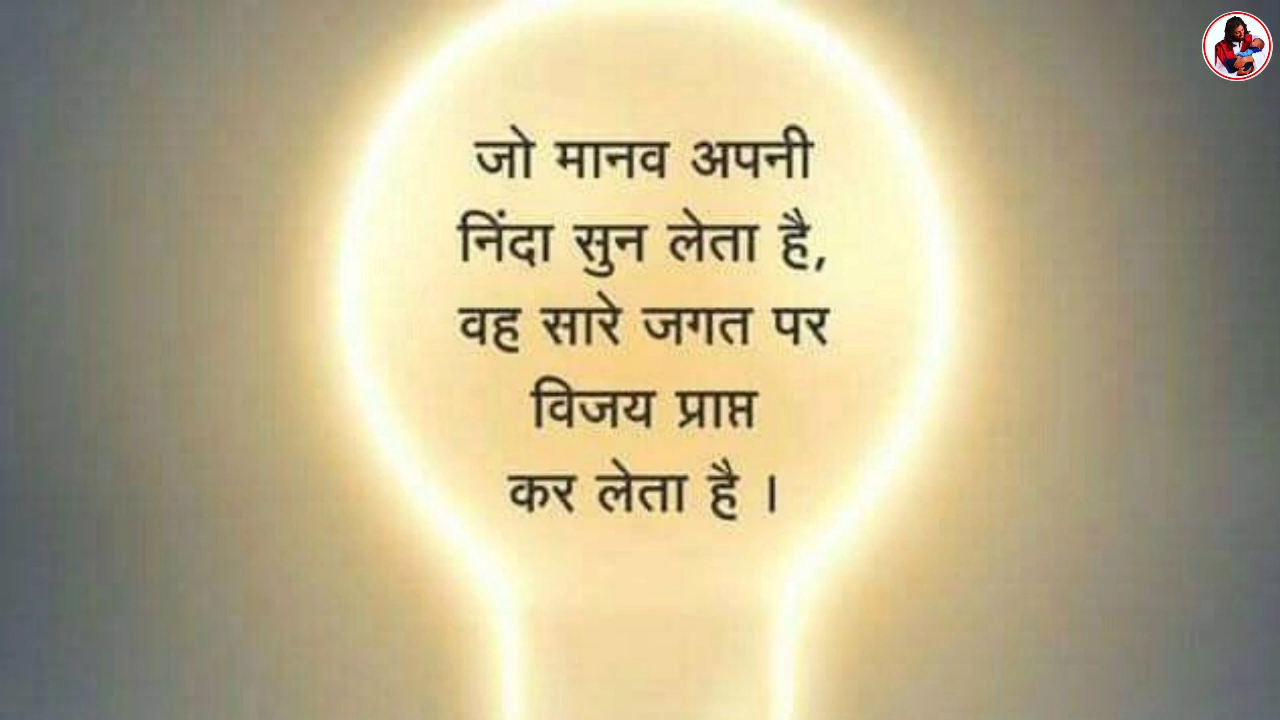 जो मानव अपनी
निंदा सुन लेता है,
वह सारे जगत पर
विजय प्राप्त
कर लेता है ।